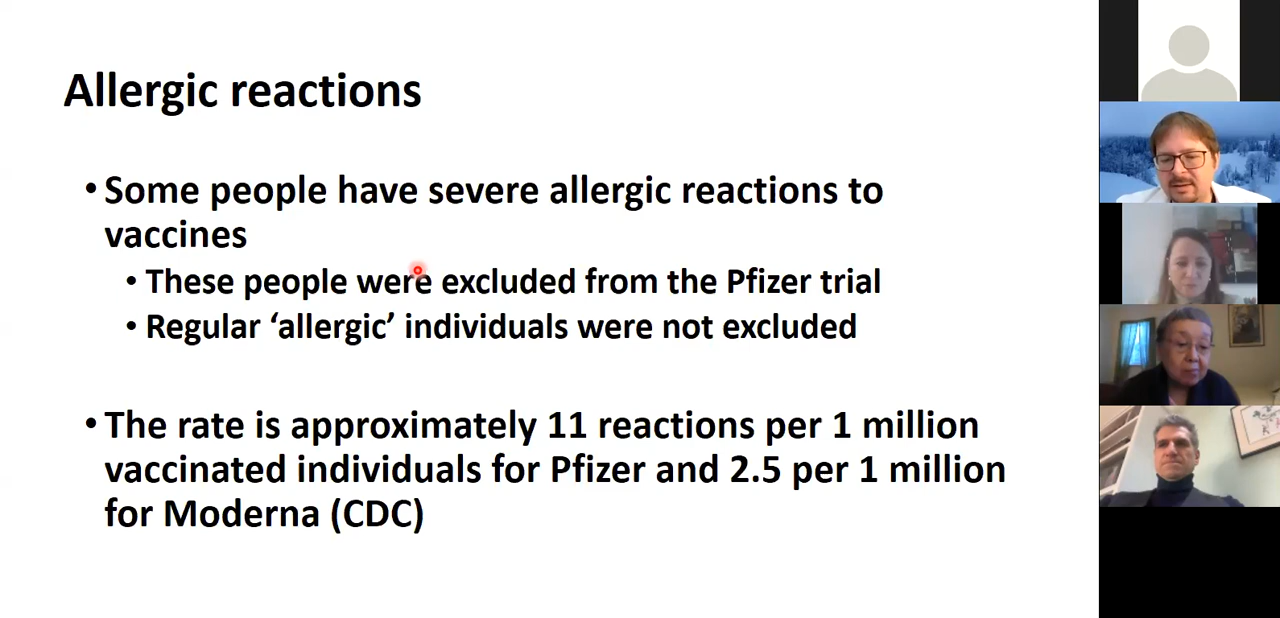 Allergic reactions
• Some people have severe allergic reactions to
vaccines
• These people were excluded from the Pfizer trial
• Regular ‘allergic’ individuals were not excluded
• The rate is approximately 11 reactions per 1 million
vaccinated individuals for Pfizer and 2.5 per 1 million
for Moderna (CDC)